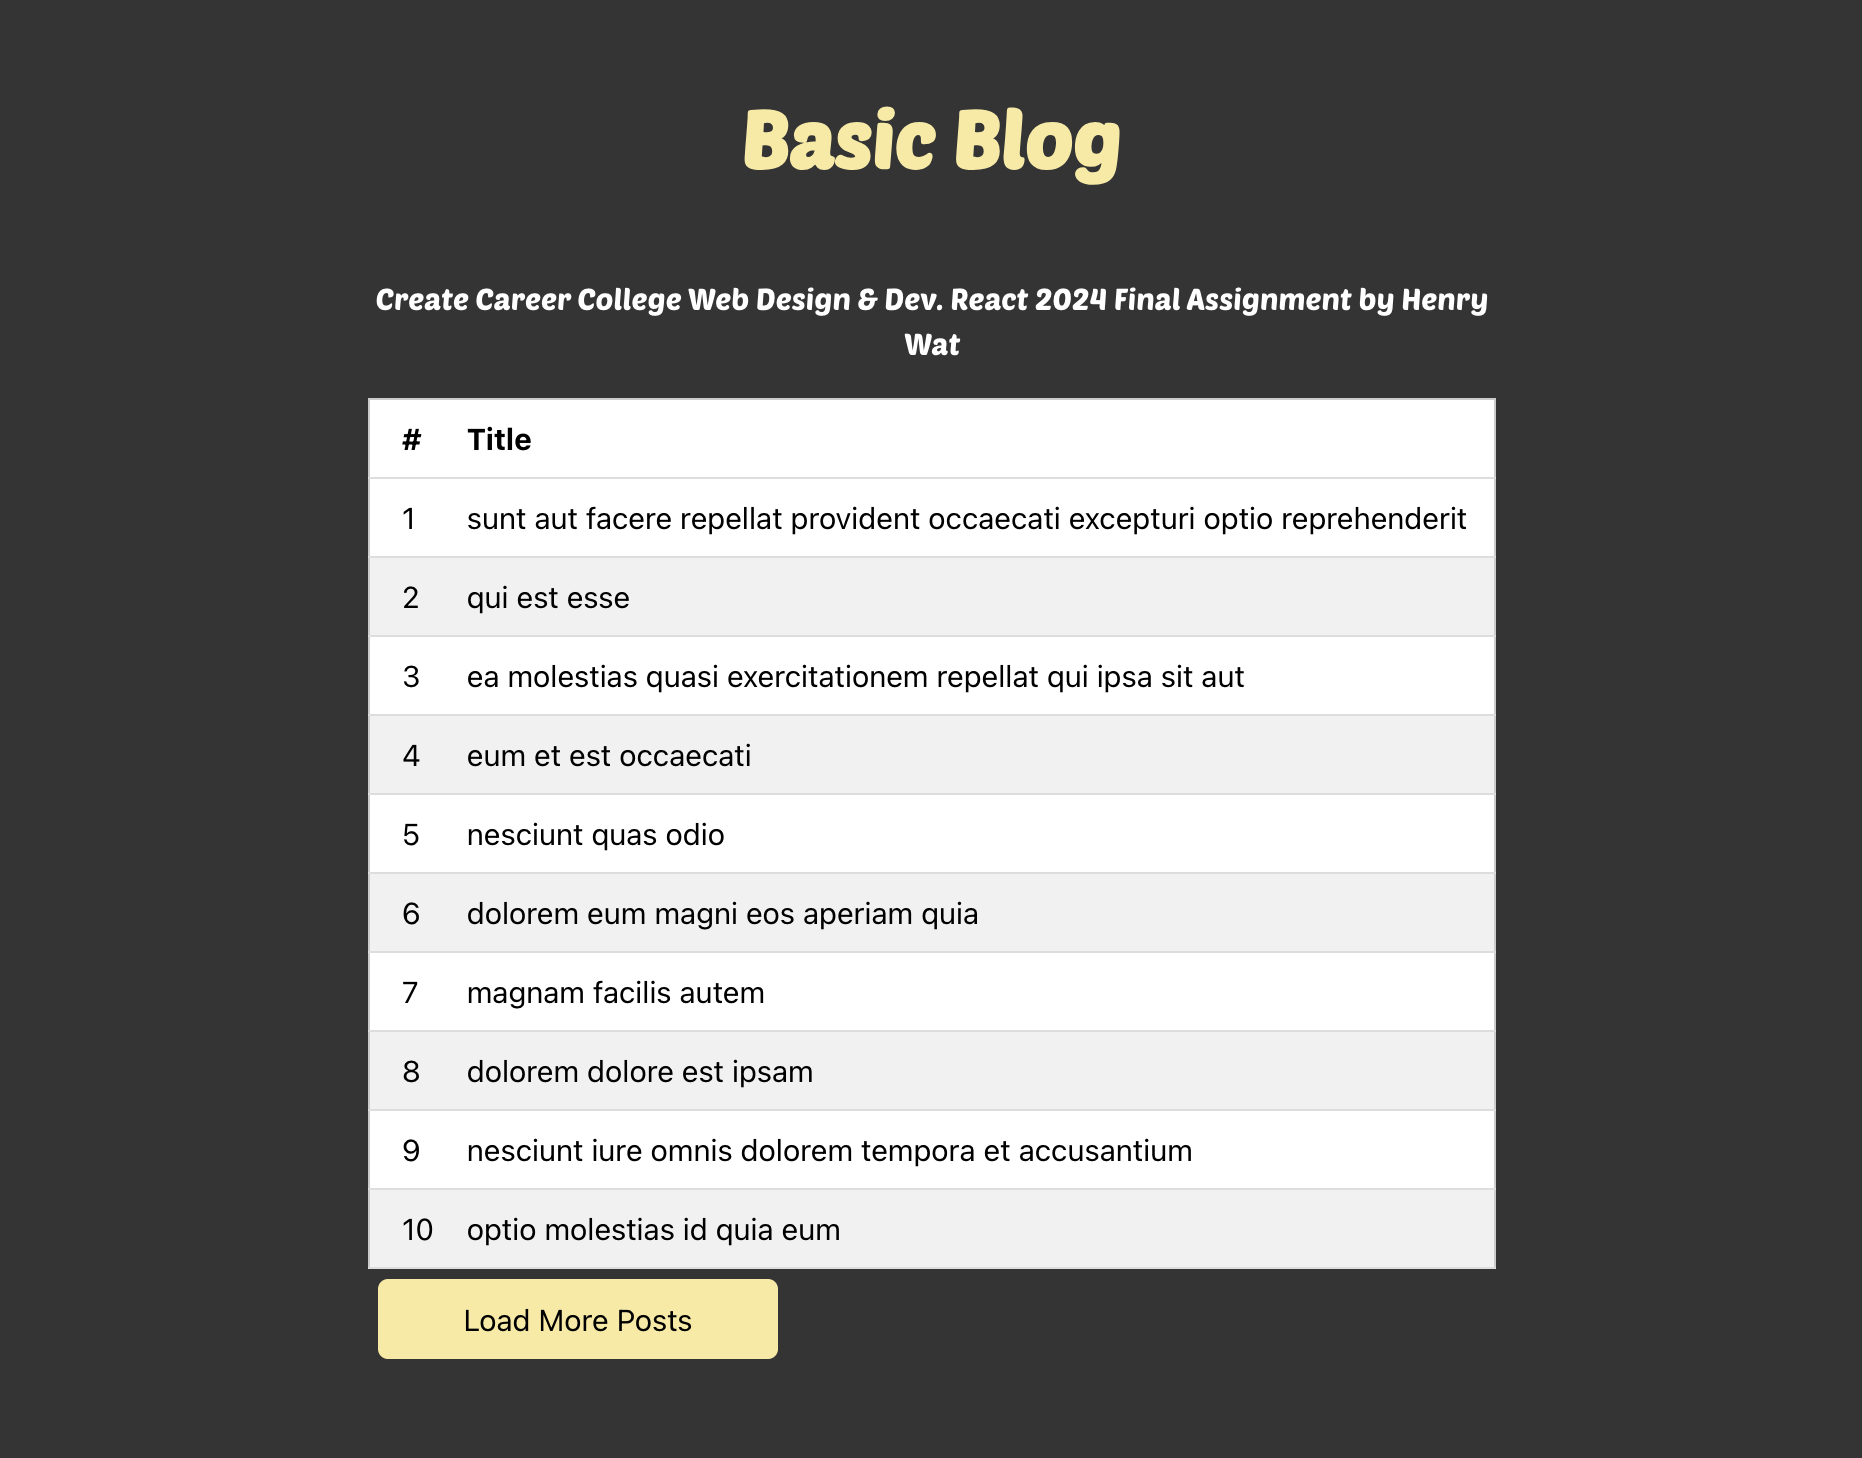 Basic Blog
Create Career College Web Design & Dev. React 2024 Final Assignment by Henry
Wat
# Title
1 sunt aut facere repellat provident occaecati excepturi optio reprehenderit
2 qui est esse
3 ea molestias quasi exercitationem repellat qui ipsa sit aut
4 eum et est occaecati
5 nesciunt quas odio
6 dolorem eum magni eos aperiam quia
7 magnam facilis autem
8 dolorem dolore est ipsam
9 nesciunt iure omnis dolorem tempora et accusantium
10 optio molestias id quia eum
Load More Posts